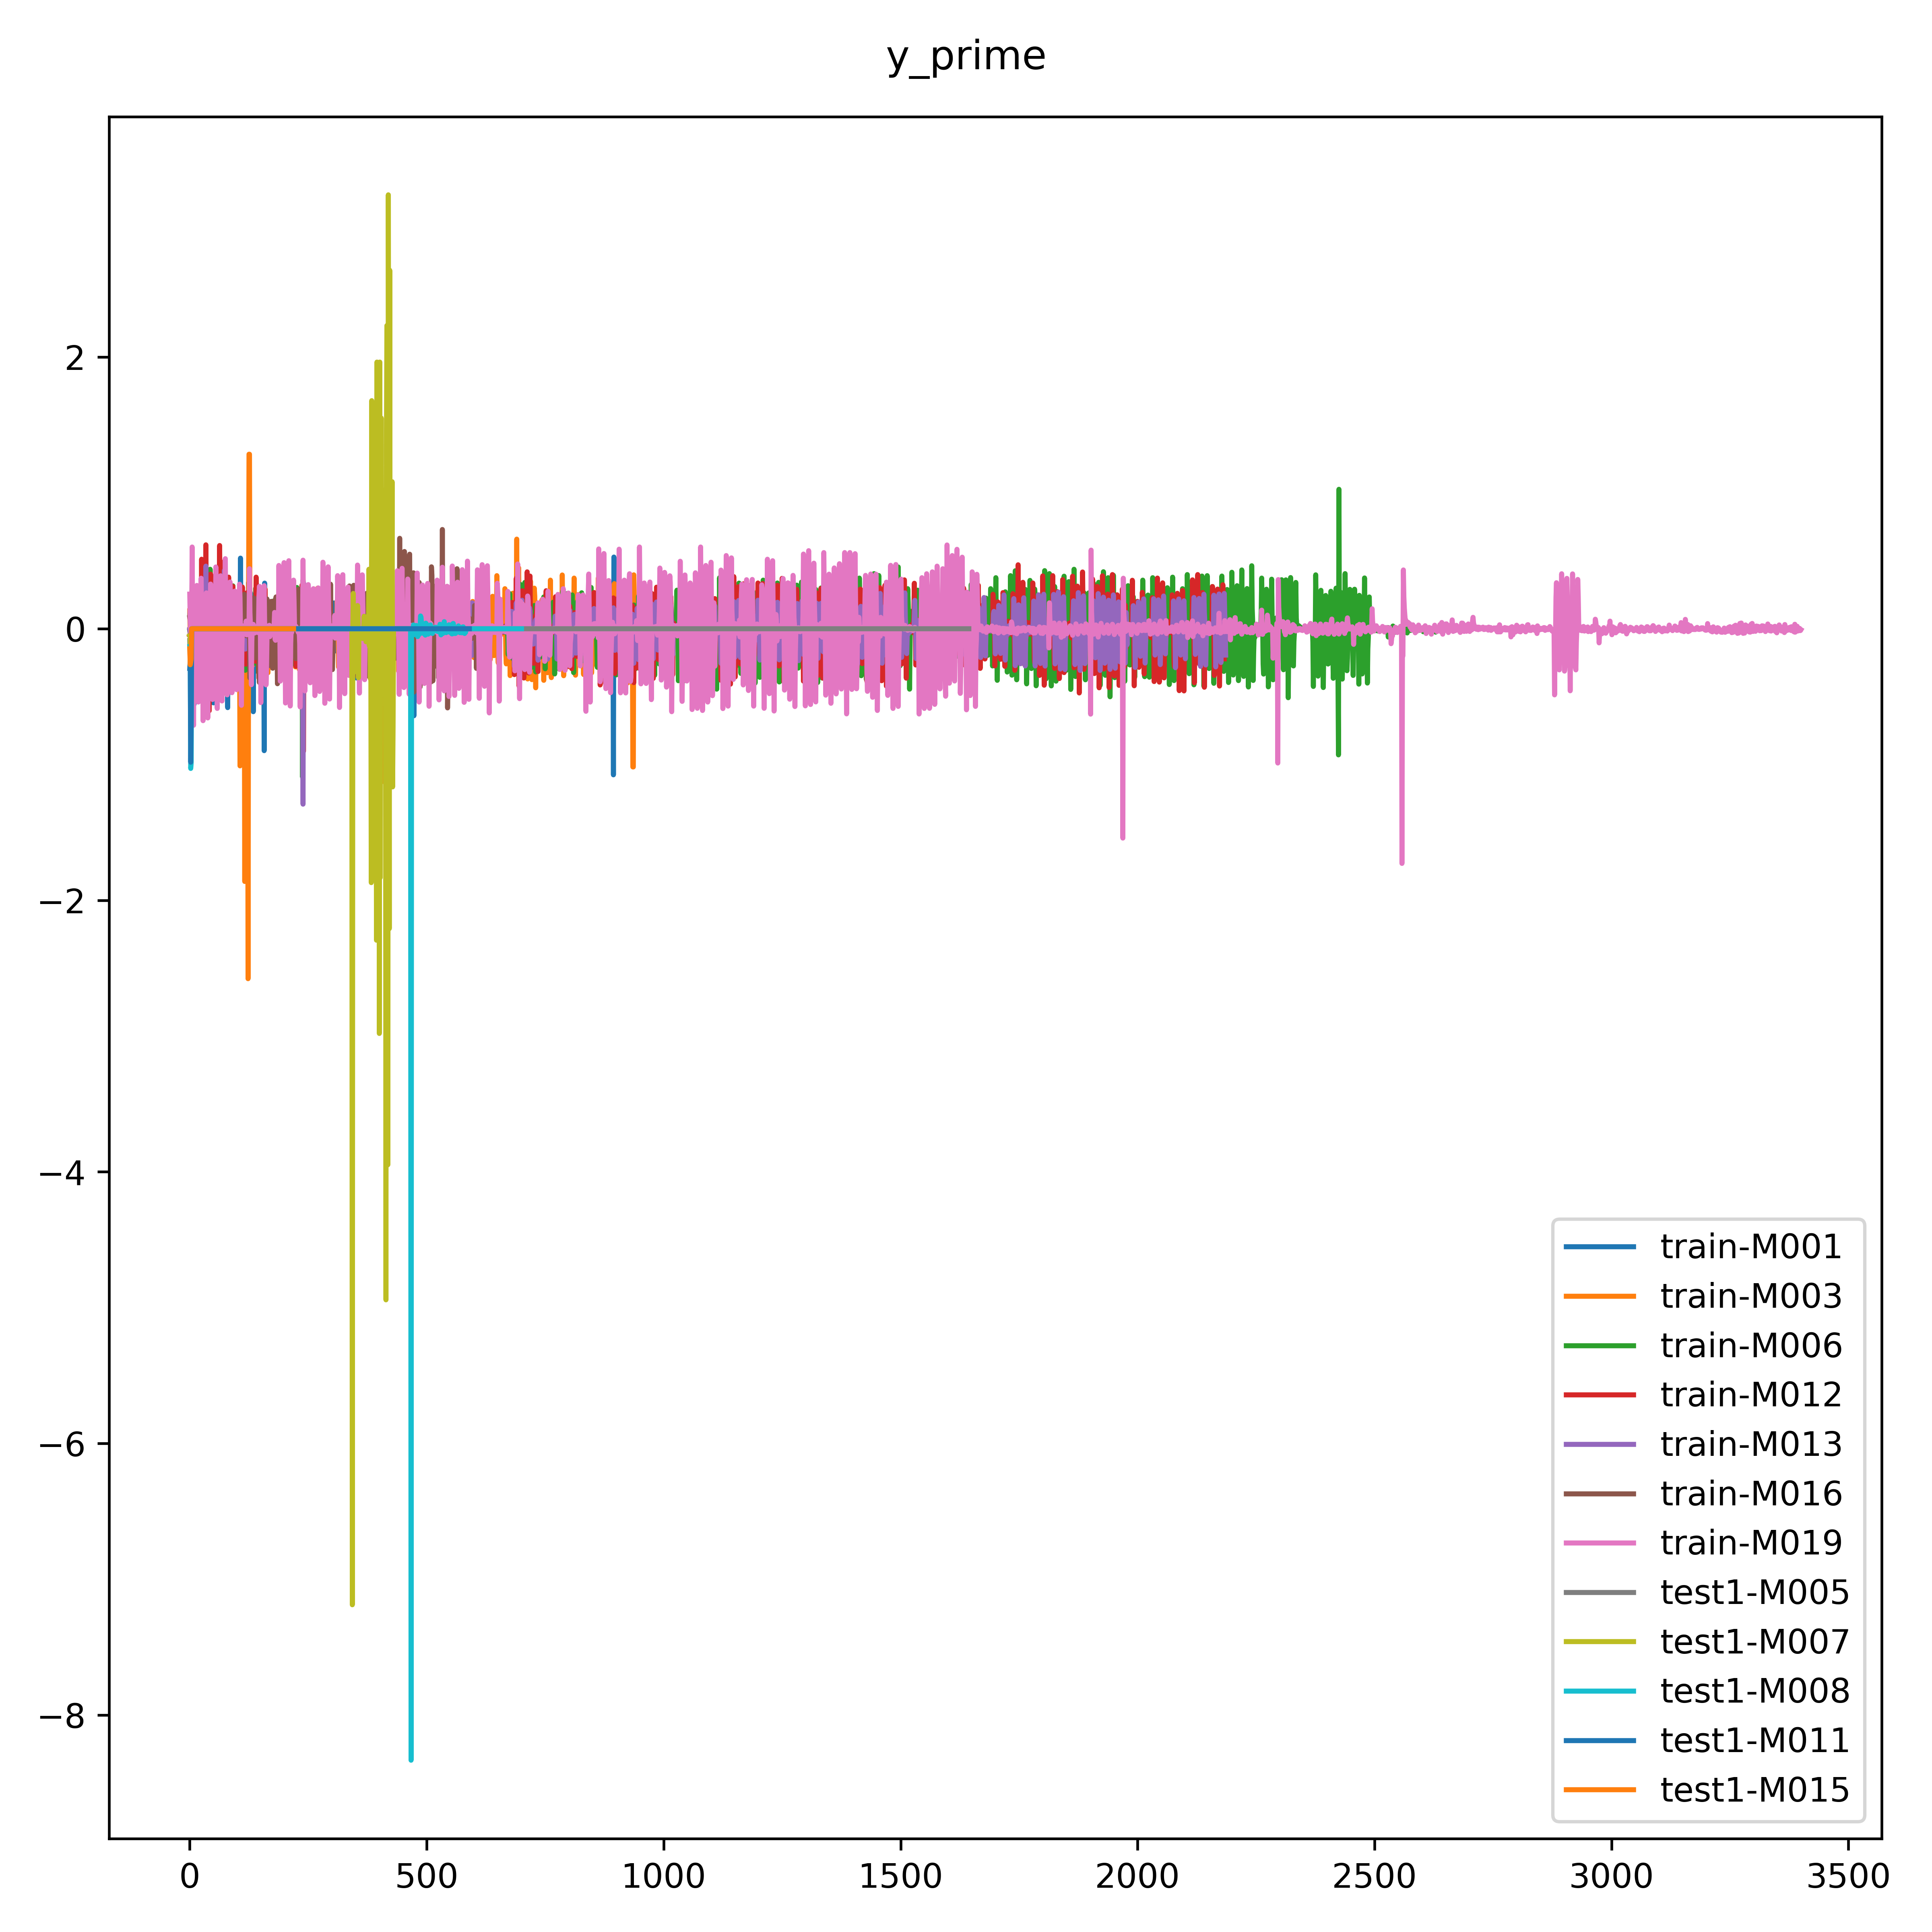 y_prime
2
0
−2
−4
−6
−8
0 500 1000 1500 2000 2500 3000 3500
train-M001
train-M003
train-M006
train-M012
train-M013
train-M016
train-M019
test1-M005
test1-M007
test1-M008
test1-M011
test1-M015